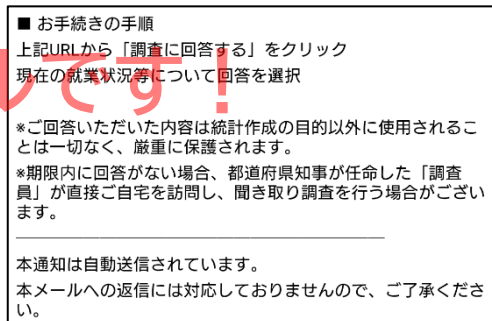 ■ お手続きの手順
上記URLから「調査に回答する」をクリック
現在の就業状況等について回答を選択
です！
*ご回答いただいた内容は統計作成の目的以外に使用されるこ
とは一切なく、厳重に保護されます。
*期限内に回答がない場合、都道府県知事が任命した「調査
員」が直接ご自宅を訪問し、聞き取り調査を行う場合がござい
ます。
本通知は自動送信されています。
本メールへの返信には対応しておりませんので、ご了承くださ
い。